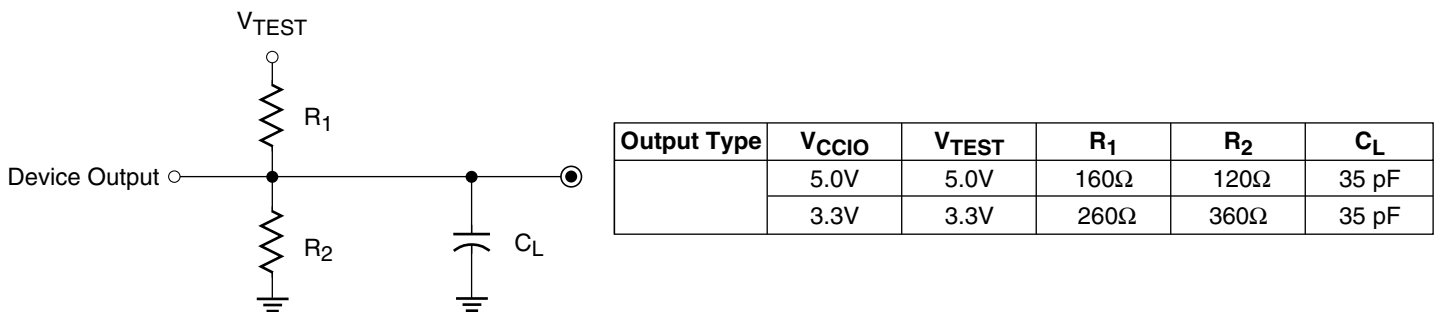 VTEST
R1
Device Output
R2
CL
Output Type VCCIO VTEST R1 R2 CL
5.0V 5.0V 160Ω 120Ω 35 pF
3.3V 3.3V 260Ω 360Ω 35 pF